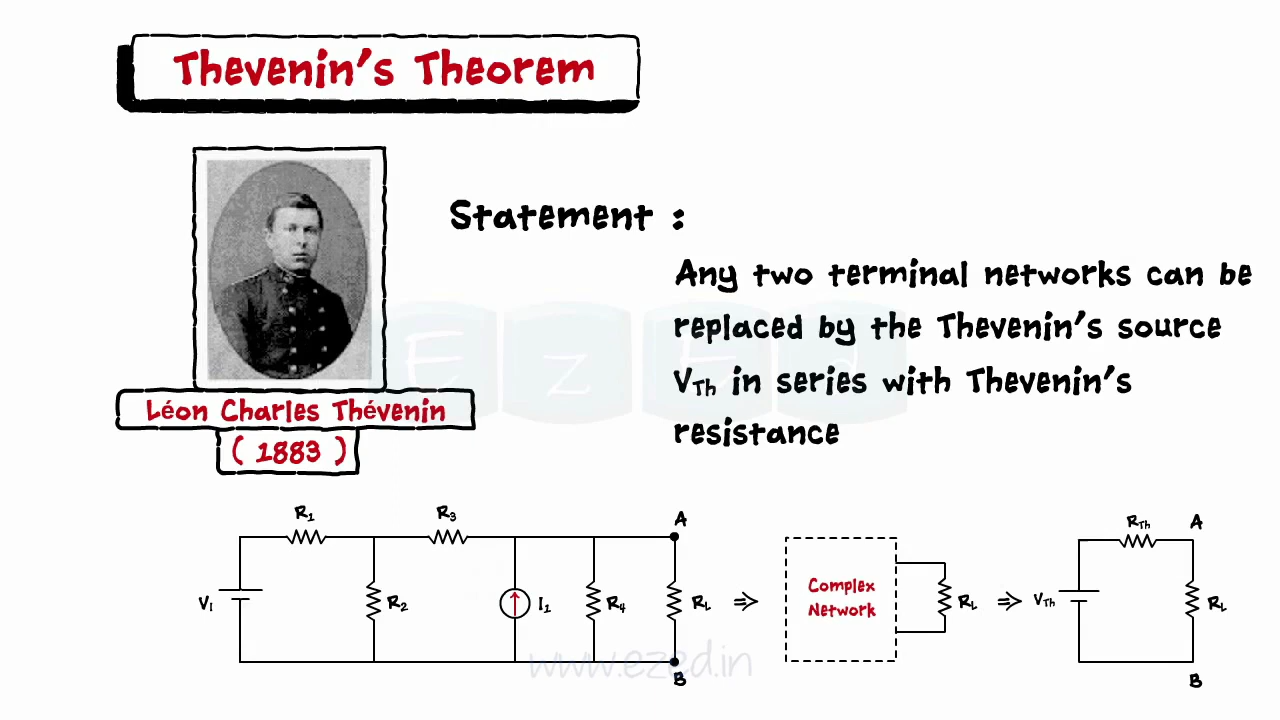 Thevenin's Theorem
Statement :
Any two terminal networks can be
replaced by the Thevenin's source
VTh in series with Thevenin's
resistance
EzEd
Léon Charles Thévenin
( 1883 )
R1
R3
A
RTh
A
V1
R2
I1
R4
RL
⇒
Complex
Network
RL
⇒
VTh
RL
www.ezed.in
B
B